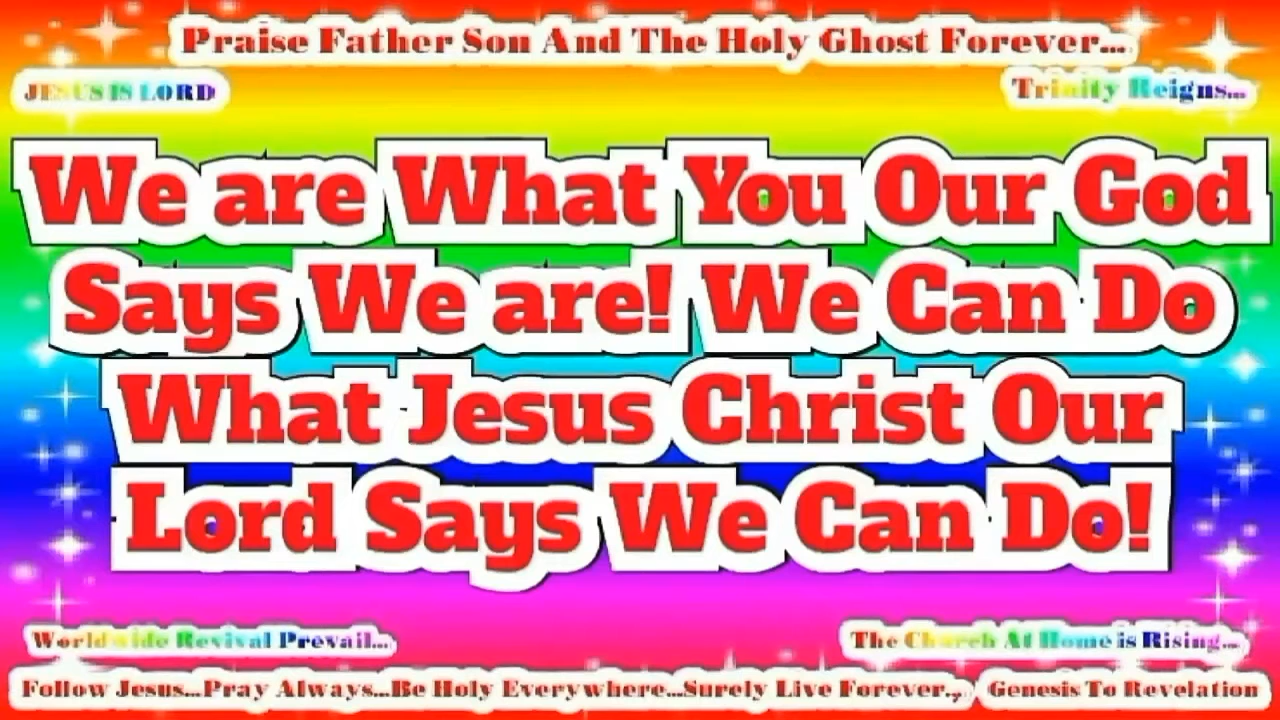 Praise Father Son And The Holy Ghost Forever...
JESUS IS LORD
Trinity Reigns...
We are What You Our God
Says We are! We Can Do
What Jesus Christ Our
Lord Says We Can Do!
Worldwide Revival Prevail...
The Church At Home is Rising...
Follow Jesus...Pray Always...Be Holy Everywhere...Surely Live Forever.., Genesis To Revelation